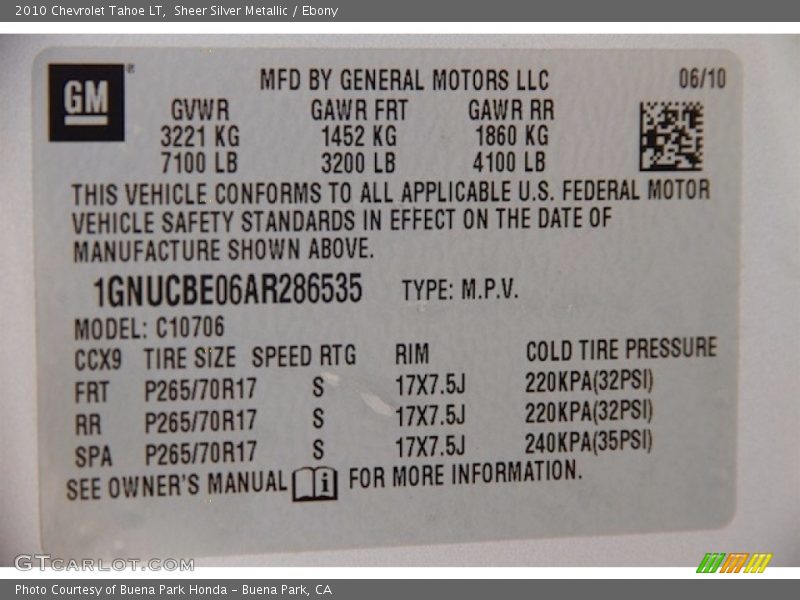 2010 Chevrolet Tahoe LT,  Sheer Silver Metallic / Ebony
GM ®
MFD BY GENERAL MOTORS LLC 06/10
GVWR GAWR FRT GAWR RR
3221 KG 1452 KG 1860 KG
7100 LB 3200 LB 4100 LB
THIS VEHICLE CONFORMS TO ALL APPLICABLE U.S. FEDERAL MOTOR
VEHICLE SAFETY STANDARDS IN EFFECT ON THE DATE OF
MANUFACTURE SHOWN ABOVE.
1GNUCBE06AR286535 TYPE: M.P.V.
MODEL: C10706
CCX9 TIRE SIZE SPEED RTG RIM COLD TIRE PRESSURE
FRT P265/70R17 S 17X7.5J 220KPA(32PSI)
RR P265/70R17 S 17X7.5J 220KPA(32PSI)
SPA P265/70R17 S 17X7.5J 240KPA(35PSI)
SEE OWNER'S MANUAL i FOR MORE INFORMATION.
GTCARLOT.COM
Photo Courtesy of Buena Park Honda - Buena Park, CA